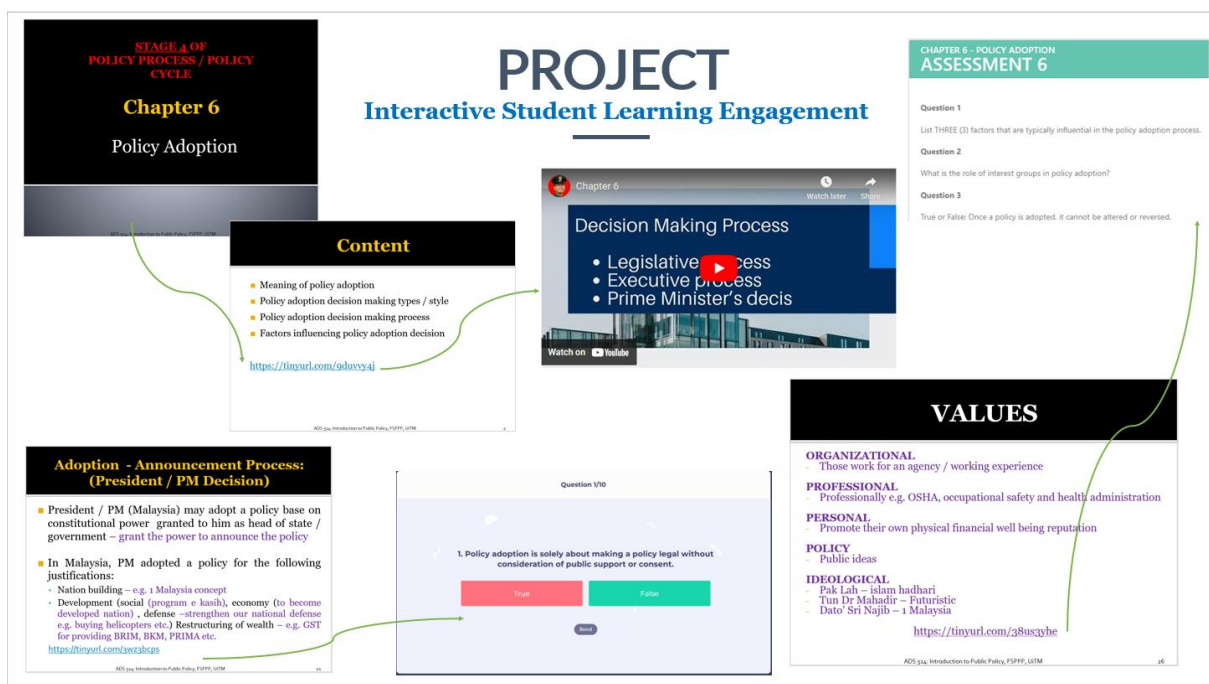 STAGE 4 OF
POLICY PROCESS / POLICY
CYCLE
Chapter 6
Policy Adoption
ADS 514: Introduction to Public Policy, FSPPP, UiTM
PROJECT
Interactive Student Learning Engagement
CHAPTER 6 - POLICY ADOPTION
ASSESSMENT 6
Question 1
List THREE (3) factors that are typically influential in the policy adoption process.
Question 2
What is the role of interest groups in policy adoption?
Question 3
True or False: Once a policy is adopted, it cannot be altered or reversed.
Content
Meaning of policy adoption
Policy adoption decision making types / style
Policy adoption decision making process
Factors influencing policy adoption decision
https://tinyurl.com/9duvvy4j
ADS 514: Introduction to Public Policy, FSPPP, UiTM
Chapter 6
Watch later
Share
Decision Making Process
• Legislative
• Executive process
• Prime Minister's decis
Watch on YouTube
Adoption - Announcement Process:
(President / PM Decision)
President / PM (Malaysia) may adopt a policy base on
constitutional power granted to him as head of state /
government – grant the power to announce the policy
In Malaysia, PM adopted a policy for the following
justifications:
• Nation building – e.g. 1 Malaysia concept
• Development (social (program e kasih), economy (to become
developed nation) , defense –strengthen our national defense
e.g. buying helicopters etc.) Restructuring of wealth – e.g. GST
for providing BRIM, BKM, PRIMA etc.
https://tinyurl.com/3wz3bcps
ADS 514: Introduction to Public Policy, FSPPP, UiTM
Question 1/10
1. Policy adoption is solely about making a policy legal without
consideration of public support or consent.
True
False
Send
VALUES
ORGANIZATIONAL
- Those work for an agency / working experience
PROFESSIONAL
- Professionally e.g. OSHA, occupational safety and health administration
PERSONAL
- Promote their own physical financial well being reputation
POLICY
- Public ideas
IDEOLOGICAL
- Pak Lah – islam hadhari
- Tun Dr Mahadir – Futuristic
- Dato' Sri Najib – 1 Malaysia
https://tinyurl.com/38us3yhe
ADS 514: Introduction to Public Policy, FSPPP, UiTM
26